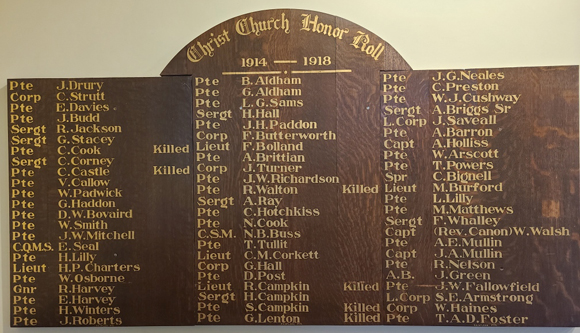 Christ Church Honor Roll
1914 — 1918
Pte J. Drury
Corp C. Strutt
Pte E. Davies
Pte J. Budd
Sergt R. Jackson
Sergt G. Stacey
Pte C. Cook Killed
Sergt C. Corney
Pte C. Castle Killed
Pte V. Callow
Pte W. Padwick
Pte G. Haddon
Pte D.W. Bovaird
Pte W. Smith
Pte J.W. Mitchell
C.Q.M.S. E. Seal
Pte H. Lilly
Lieut H.P. Charters
Pte W. Osborne
Gnr R. Harvey
Pte E. Harvey
Pte H. Winters
Pte J. Roberts
Pte B. Aldham
Pte G. Aldham
Pte L.G. Sams
Sergt H. Hall
Pte J.H. Paddon
Corp F. Butterworth
Lieut F. Bolland
Pte A. Brittian
Corp J. Turner
Pte J.W. Richardson
Pte R. Walton Killed
Sergt A. Ray
Pte C. Hotchkiss
Pte N. Cook
C.S.M. N.B. Buss
Pte T. Tullit
Lieut C.M. Corkett
Corp G. Hall
Pte D. Post
Lieut R. Campkin Killed
Sergt H. Campkin
Pte S. Campkin Killed
Pte G. Lenton Killed
Pte J.G. Neales
Pte C. Preston
Pte W.J. Cushway
Sergt A. Briggs Sr
L. Corp J. Saveall
Pte A. Barron
Capt A. Holliss
Pte W. Arscott
Pte T. Powers
Spr C. Bignell
Lieut M. Burford
Pte L. Lilly
Pte M. Matthews
Sergt F. Whalley
Capt (Rev. Canon) W. Walsh
Pte A.E. Mullin
Capt J.A. Mullin
Pte R. Nelson
A.B. J. Green
Pte J.W. Fallowfield
L. Corp S.E. Armstrong
Corp W. Haines
Pte T.A.D. Foster